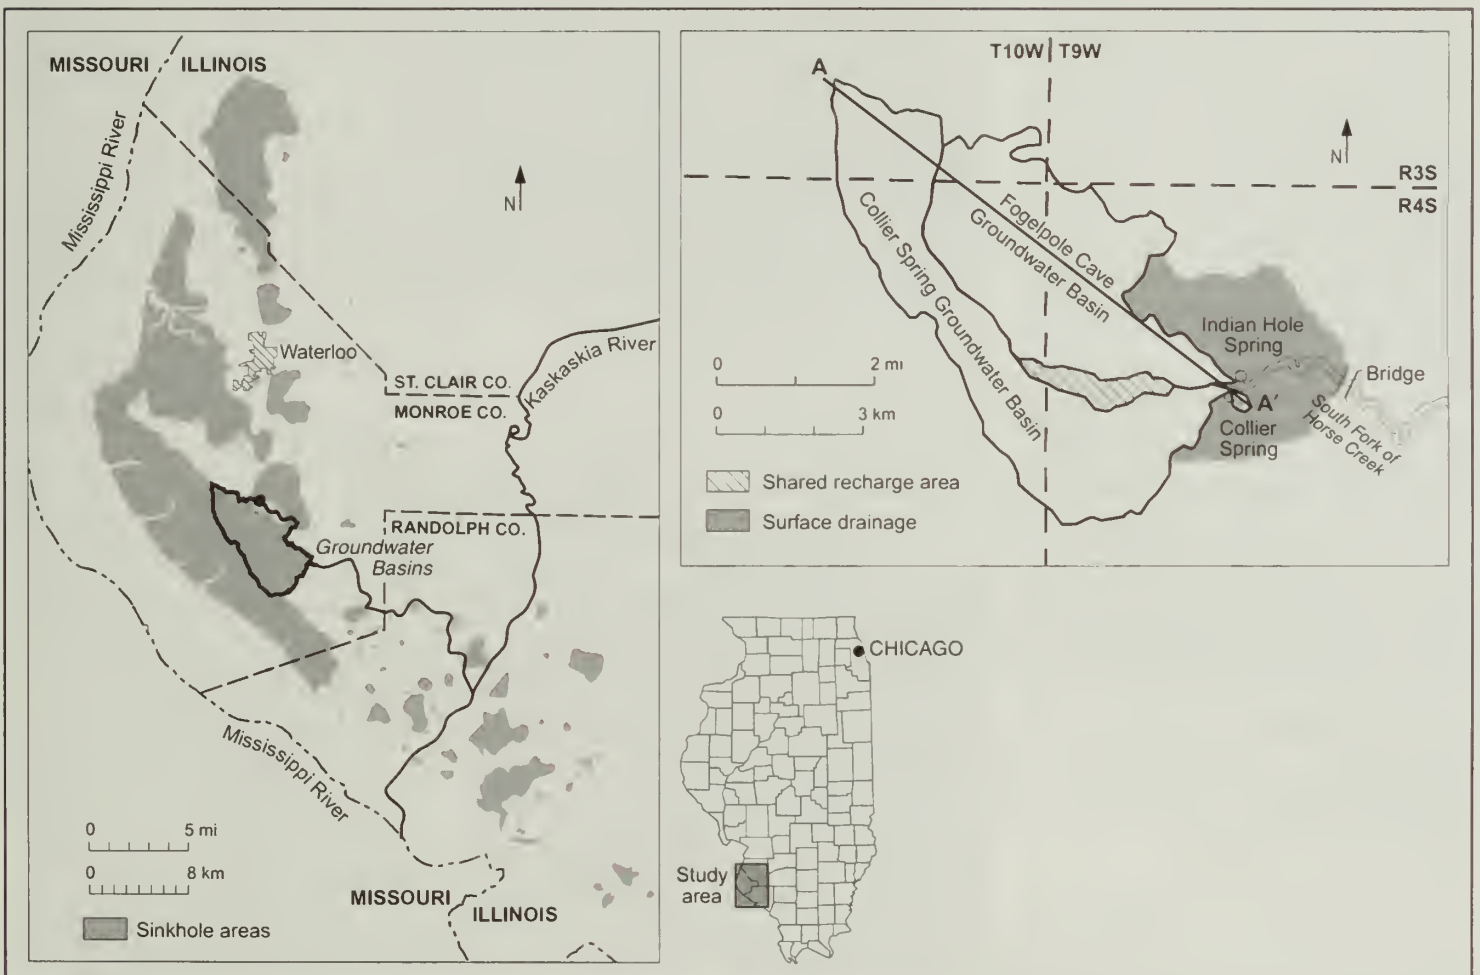 MISSOURI
ILLINOIS
Mississippi River
N
Waterloo
Kaskaskia River
ST. CLAIR CO.
MONROE CO.
RANDOLPH CO.
Groundwater
Basins
Mississippi River
0 5 mi
0 8 km
MISSOURI
ILLINOIS
Sinkhole areas
T10W T9W
A
N
R3S
R4S
Fogelpole Cave
Groundwater Basin
Collier Spring Groundwater Basin
Indian Hole
Spring
0 2 mi
Bridge
A'
0 3 km
South Fork of
Horse Creek
Collier
Spring
Shared recharge area
Surface drainage
CHICAGO
Study
area